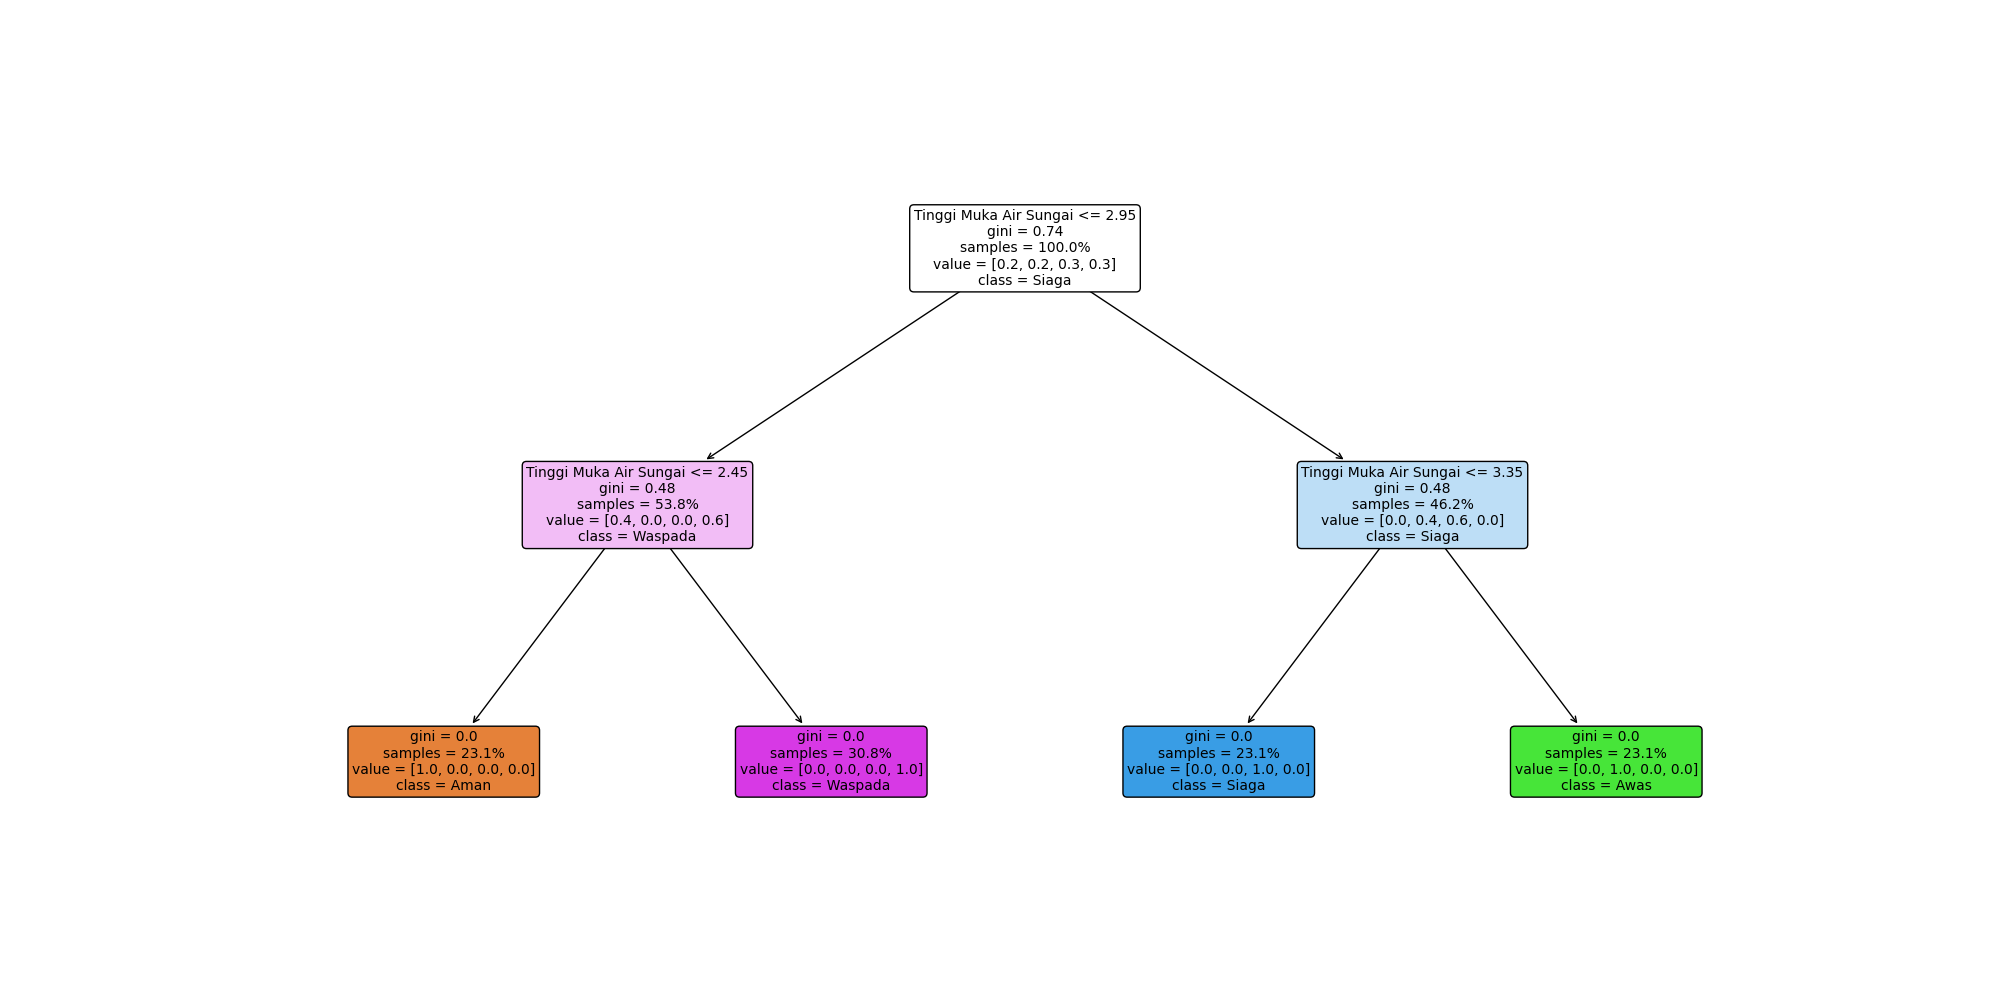 Tinggi Muka Air Sungai <= 2.95
gini = 0.74
samples = 100.0%
value = [0.2, 0.2, 0.3, 0.3]
class = Siaga
Tinggi Muka Air Sungai <= 2.45
gini = 0.48
samples = 53.8%
value = [0.4, 0.0, 0.0, 0.6]
class = Waspada
Tinggi Muka Air Sungai <= 3.35
gini = 0.48
samples = 46.2%
value = [0.0, 0.4, 0.6, 0.0]
class = Siaga
gini = 0.0
samples = 23.1%
value = [1.0, 0.0, 0.0, 0.0]
class = Aman
gini = 0.0
samples = 30.8%
value = [0.0, 0.0, 0.0, 1.0]
class = Waspada
gini = 0.0
samples = 23.1%
value = [0.0, 0.0, 1.0, 0.0]
class = Siaga
gini = 0.0
samples = 23.1%
value = [0.0, 1.0, 0.0, 0.0]
class = Awas